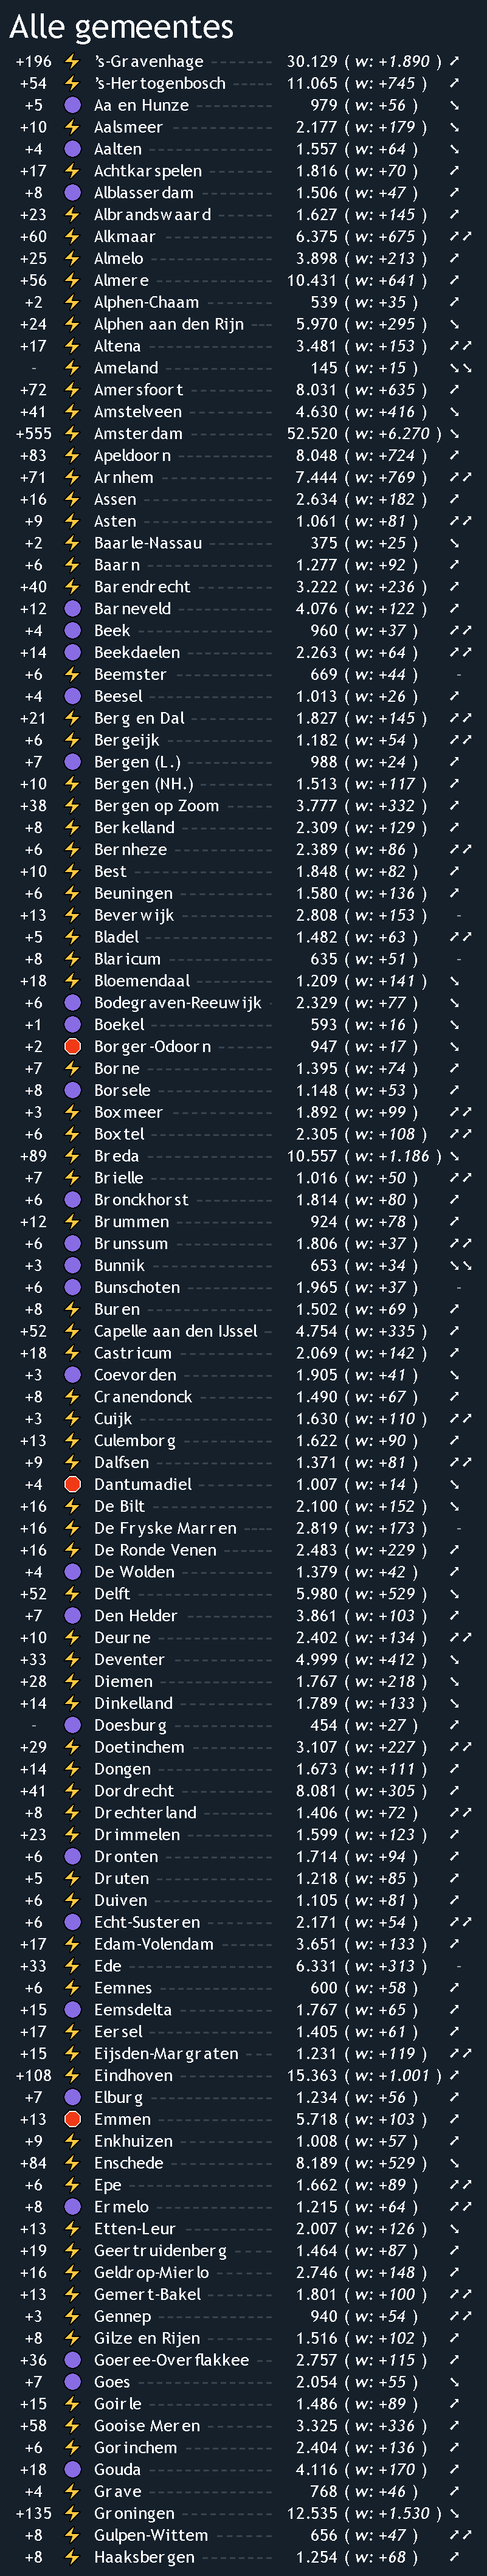 Alle gemeentes
+196 ⚡ 's-Gravenhage 30.129 ( w: +1.890 ) ➚
+54 ⚡ 's-Hertogenbosch 11.065 ( w: +745 ) ➚
+5 Aa en Hunze 979 ( w: +56 ) ➘
+10 ⚡ Aalsmeer 2.177 ( w: +179 ) ➘
+4 Aalten 1.557 ( w: +64 ) ➘
+17 ⚡ Achtkarspelen 1.816 ( w: +70 ) ➚
+8 Alblasserdam 1.506 ( w: +47 ) ➚
+23 ⚡ Albrandswaard 1.627 ( w: +145 ) ➚
+60 ⚡ Alkmaar 6.375 ( w: +675 ) ➚➚
+25 ⚡ Almelo 3.898 ( w: +213 ) ➚
+56 ⚡ Almere 10.431 ( w: +641 ) ➚
+2 ⚡ Alphen-Chaam 539 ( w: +35 ) ➚
+24 ⚡ Alphen aan den Rijn 5.970 ( w: +295 ) ➘
+17 ⚡ Altena 3.481 ( w: +153 ) ➚➚
- ⚡ Ameland 145 ( w: +15 ) ➘➘
+72 ⚡ Amersfoort 8.031 ( w: +635 ) ➚
+41 ⚡ Amstelveen 4.630 ( w: +416 ) ➘
+555 ⚡ Amsterdam 52.520 ( w: +6.270 ) ➘
+83 ⚡ Apeldoorn 8.048 ( w: +724 ) ➚
+71 ⚡ Arnhem 7.444 ( w: +769 ) ➚➚
+16 ⚡ Assen 2.634 ( w: +182 ) ➚
+9 ⚡ Asten 1.061 ( w: +81 ) ➚➚
+2 ⚡ Baarle-Nassau 375 ( w: +25 ) ➘
+6 ⚡ Baarn 1.277 ( w: +92 ) ➚
+40 ⚡ Barendrecht 3.222 ( w: +236 ) ➚
+12 Barneveld 4.076 ( w: +122 ) ➚
+4 Beek 960 ( w: +37 ) ➚➚
+14 Beekdaelen 2.263 ( w: +64 ) ➚➚
+6 ⚡ Beemster 669 ( w: +44 ) -
+4 Beesel 1.013 ( w: +26 ) ➚
+21 ⚡ Berg en Dal 1.827 ( w: +145 ) ➚➚
+6 ⚡ Bergeijk 1.182 ( w: +54 ) ➚➚
+7 Bergen (L.) 988 ( w: +24 ) ➚
+10 ⚡ Bergen (NH.) 1.513 ( w: +117 ) ➚
+38 ⚡ Bergen op Zoom 3.777 ( w: +332 ) ➚
+8 ⚡ Berkelland 2.309 ( w: +129 ) ➚
+6 ⚡ Bernheze 2.389 ( w: +86 ) ➚➚
+10 ⚡ Best 1.848 ( w: +82 ) ➚
+6 ⚡ Beuningen 1.580 ( w: +136 ) ➚
+13 ⚡ Beverwijk 2.808 ( w: +153 ) -
+5 ⚡ Bladel 1.482 ( w: +63 ) ➚➚
+8 ⚡ Blaricum 635 ( w: +51 ) -
+18 ⚡ Bloemendaal 1.209 ( w: +141 ) ➘
+6 Bodegraven-Reeuwijk 2.329 ( w: +77 ) ➘
+1 Boekel 593 ( w: +16 ) ➘
+2 Borger-Odoorn 947 ( w: +17 ) ➘
+7 ⚡ Borne 1.395 ( w: +74 ) ➚
+8 Borsele 1.148 ( w: +53 ) ➚
+3 ⚡ Boxmeer 1.892 ( w: +99 ) ➚➚
+6 ⚡ Boxtel 2.305 ( w: +108 ) ➚➚
+89 ⚡ Breda 10.557 ( w: +1.186 ) ➘
+7 ⚡ Brielle 1.016 ( w: +50 ) ➚➚
+6 Bronckhorst 1.814 ( w: +80 ) ➚
+12 ⚡ Brummen 924 ( w: +78 ) ➚
+6 Brunssum 1.806 ( w: +37 ) ➚➚
+3 Bunnik 653 ( w: +34 ) ➘➘
+6 Bunschoten 1.965 ( w: +37 ) -
+8 ⚡ Buren 1.502 ( w: +69 ) ➚
+52 ⚡ Capelle aan den IJssel 4.754 ( w: +335 ) ➚
+18 ⚡ Castricum 2.069 ( w: +142 ) ➚
+3 Coevorden 1.905 ( w: +41 ) ➘
+8 ⚡ Cranendonck 1.490 ( w: +67 ) ➚
+3 ⚡ Cuijk 1.630 ( w: +110 ) ➚➚
+13 ⚡ Culemborg 1.622 ( w: +90 ) ➚
+9 ⚡ Dalfsen 1.371 ( w: +81 ) ➚➚
+4 Dantumadiel 1.007 ( w: +14 ) ➘
+16 ⚡ De Bilt 2.100 ( w: +152 ) ➘
+16 ⚡ De Fryske Marren 2.819 ( w: +173 ) -
+16 ⚡ De Ronde Venen 2.483 ( w: +229 ) ➚
+4 De Wolden 1.379 ( w: +42 ) ➚
+52 ⚡ Delft 5.980 ( w: +529 ) ➘
+7 Den Helder 3.861 ( w: +103 ) ➚
+10 ⚡ Deurne 2.402 ( w: +134 ) ➚➚
+33 ⚡ Deventer 4.999 ( w: +412 ) ➘
+28 ⚡ Diemen 1.767 ( w: +218 ) ➘
+14 ⚡ Dinkelland 1.789 ( w: +133 ) ➘
- Doesburg 454 ( w: +27 ) ➚
+29 ⚡ Doetinchem 3.107 ( w: +227 ) ➚➚
+14 ⚡ Dongen 1.673 ( w: +111 ) ➚
+41 ⚡ Dordrecht 8.081 ( w: +305 ) ➚
+8 ⚡ Drechterland 1.406 ( w: +72 ) ➚➚
+23 ⚡ Drimmelen 1.599 ( w: +123 ) ➚
+6 Dronten 1.714 ( w: +94 ) ➚
+5 ⚡ Druten 1.218 ( w: +85 ) ➚
+6 ⚡ Duiven 1.105 ( w: +81 ) ➚
+6 Echt-Susteren 2.171 ( w: +54 ) ➚➚
+17 ⚡ Edam-Volendam 3.651 ( w: +133 ) ➚
+33 ⚡ Ede 6.331 ( w: +313 ) -
+6 ⚡ Eemnes 600 ( w: +58 ) ➚
+15 Eemsdelta 1.767 ( w: +65 ) ➚
+17 ⚡ Eersel 1.405 ( w: +61 ) ➚
+15 ⚡ Eijsden-Margraten 1.231 ( w: +119 ) ➚➚
+108 ⚡ Eindhoven 15.363 ( w: +1.001 ) ➚
+7 Elburg 1.234 ( w: +56 ) ➚
+13 Emmen 5.718 ( w: +103 ) ➚
+9 ⚡ Enkhuizen 1.008 ( w: +57 ) ➚
+84 ⚡ Enschede 8.189 ( w: +529 ) ➘
+6 ⚡ Epe 1.662 ( w: +89 ) ➚➚
+8 Ermelo 1.215 ( w: +64 ) ➚➚
+13 ⚡ Etten-Leur 2.007 ( w: +126 ) ➘
+19 ⚡ Geertruidenberg 1.464 ( w: +87 ) ➚
+16 ⚡ Geldrop-Mierlo 2.746 ( w: +148 ) ➚
+13 ⚡ Gemert-Bakel 1.801 ( w: +100 ) ➚➚
+3 ⚡ Gennep 940 ( w: +54 ) ➚➚
+8 ⚡ Gilze en Rijen 1.516 ( w: +102 ) ➚
+36 Goeree-Overflakkee 2.757 ( w: +115 ) ➚
+7 Goes 2.054 ( w: +55 ) ➘
+15 ⚡ Goirle 1.486 ( w: +89 ) ➚
+58 ⚡ Gooise Meren 3.325 ( w: +336 ) ➚
+6 ⚡ Gorinchem 2.404 ( w: +136 ) ➚
+18 Gouda 4.116 ( w: +170 ) ➚
+4 ⚡ Grave 768 ( w: +46 ) ➚
+135 ⚡ Groningen 12.535 ( w: +1.530 ) ➘
+8 ⚡ Gulpen-Wittem 656 ( w: +47 ) ➚➚
+8 ⚡ Haaksbergen 1.254 ( w: +68 ) ➚